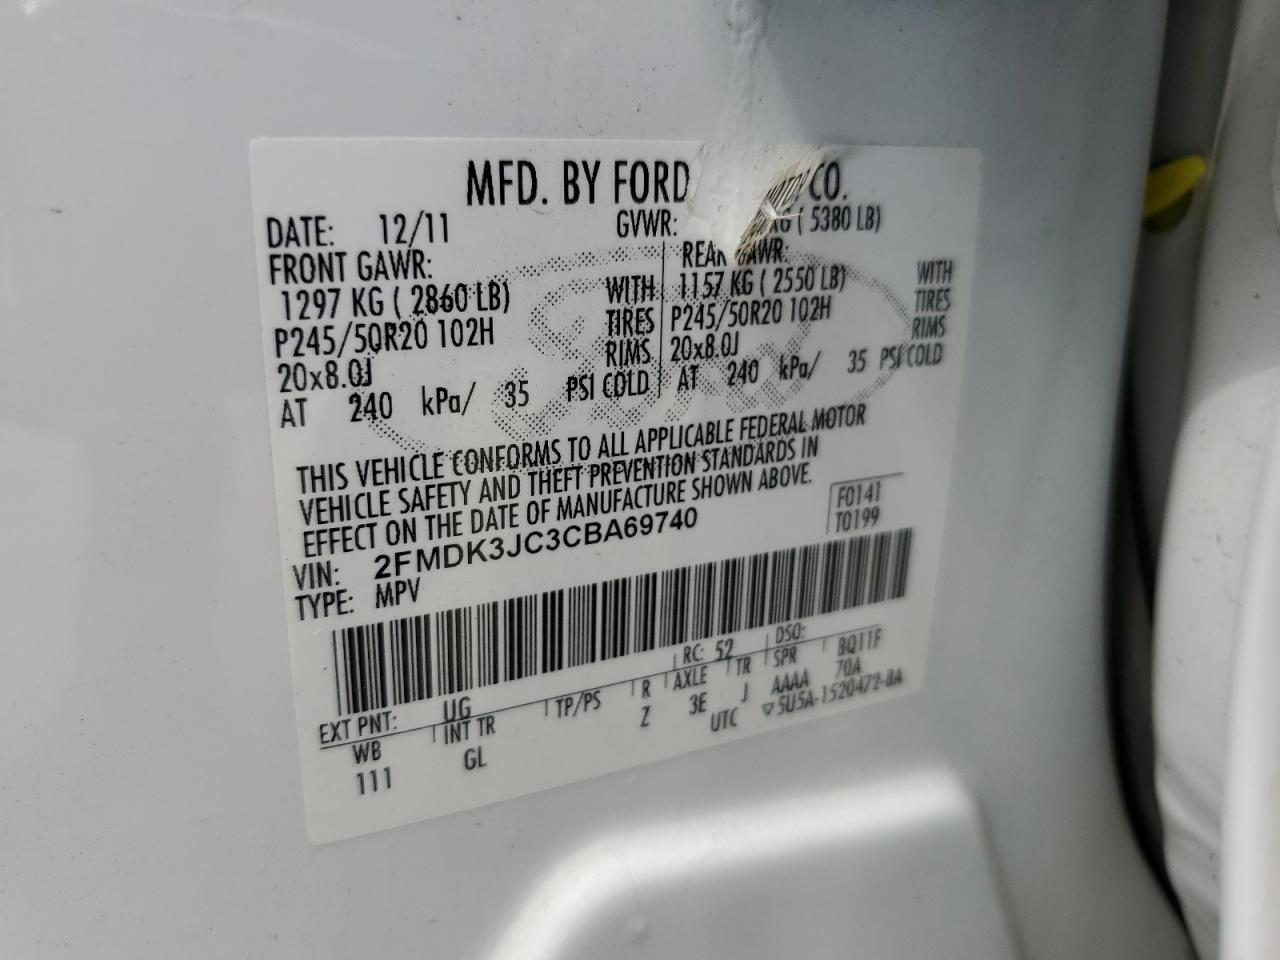 MFD. BY FORD MOTOR CO.
DATE: 12/11 GVWR: KG ( 5380 LB)
FRONT GAWR: REAR GAWR:
1297 KG ( 2860 LB) WITH 1157 KG ( 2550 LB) WITH
P245/50R20 102H TIRES P245/50R20 102H TIRES
20x8.0J RIMS 20x8.0J RIMS
AT 240 kPa/ 35 PSI COLD AT 240 kPa/ 35 PSI COLD
THIS VEHICLE CONFORMS TO ALL APPLICABLE FEDERAL MOTOR
VEHICLE SAFETY AND THEFT PREVENTION STANDARDS IN
EFFECT ON THE DATE OF MANUFACTURE SHOWN ABOVE.
F0141
T0199
VIN: 2FMDK3JC3CBA69740
TYPE: MPV
EXT PNT: UG RC: 52 DSO:
WB INT TR TP/PS R AXLE TR SPR BQ11F
111 GL Z 3E J AAAA 70A
UTC ▽5U5A-1520472-BA